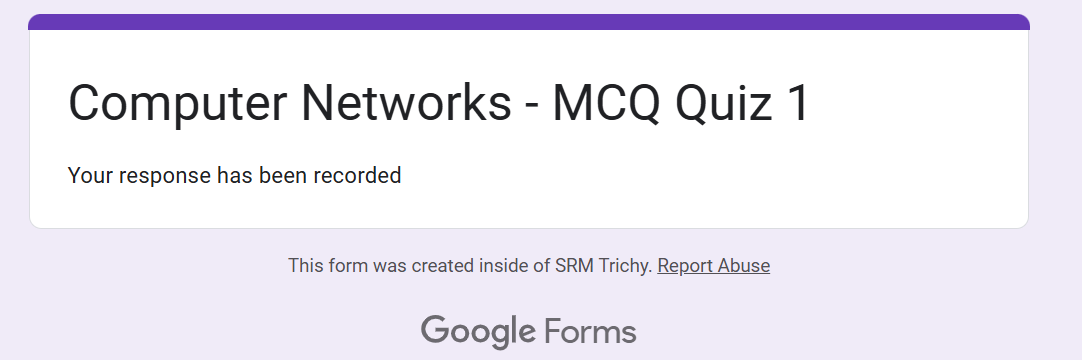 Computer Networks - MCQ Quiz 1
Your response has been recorded
This form was created inside of SRM Trichy. Report Abuse
Google Forms